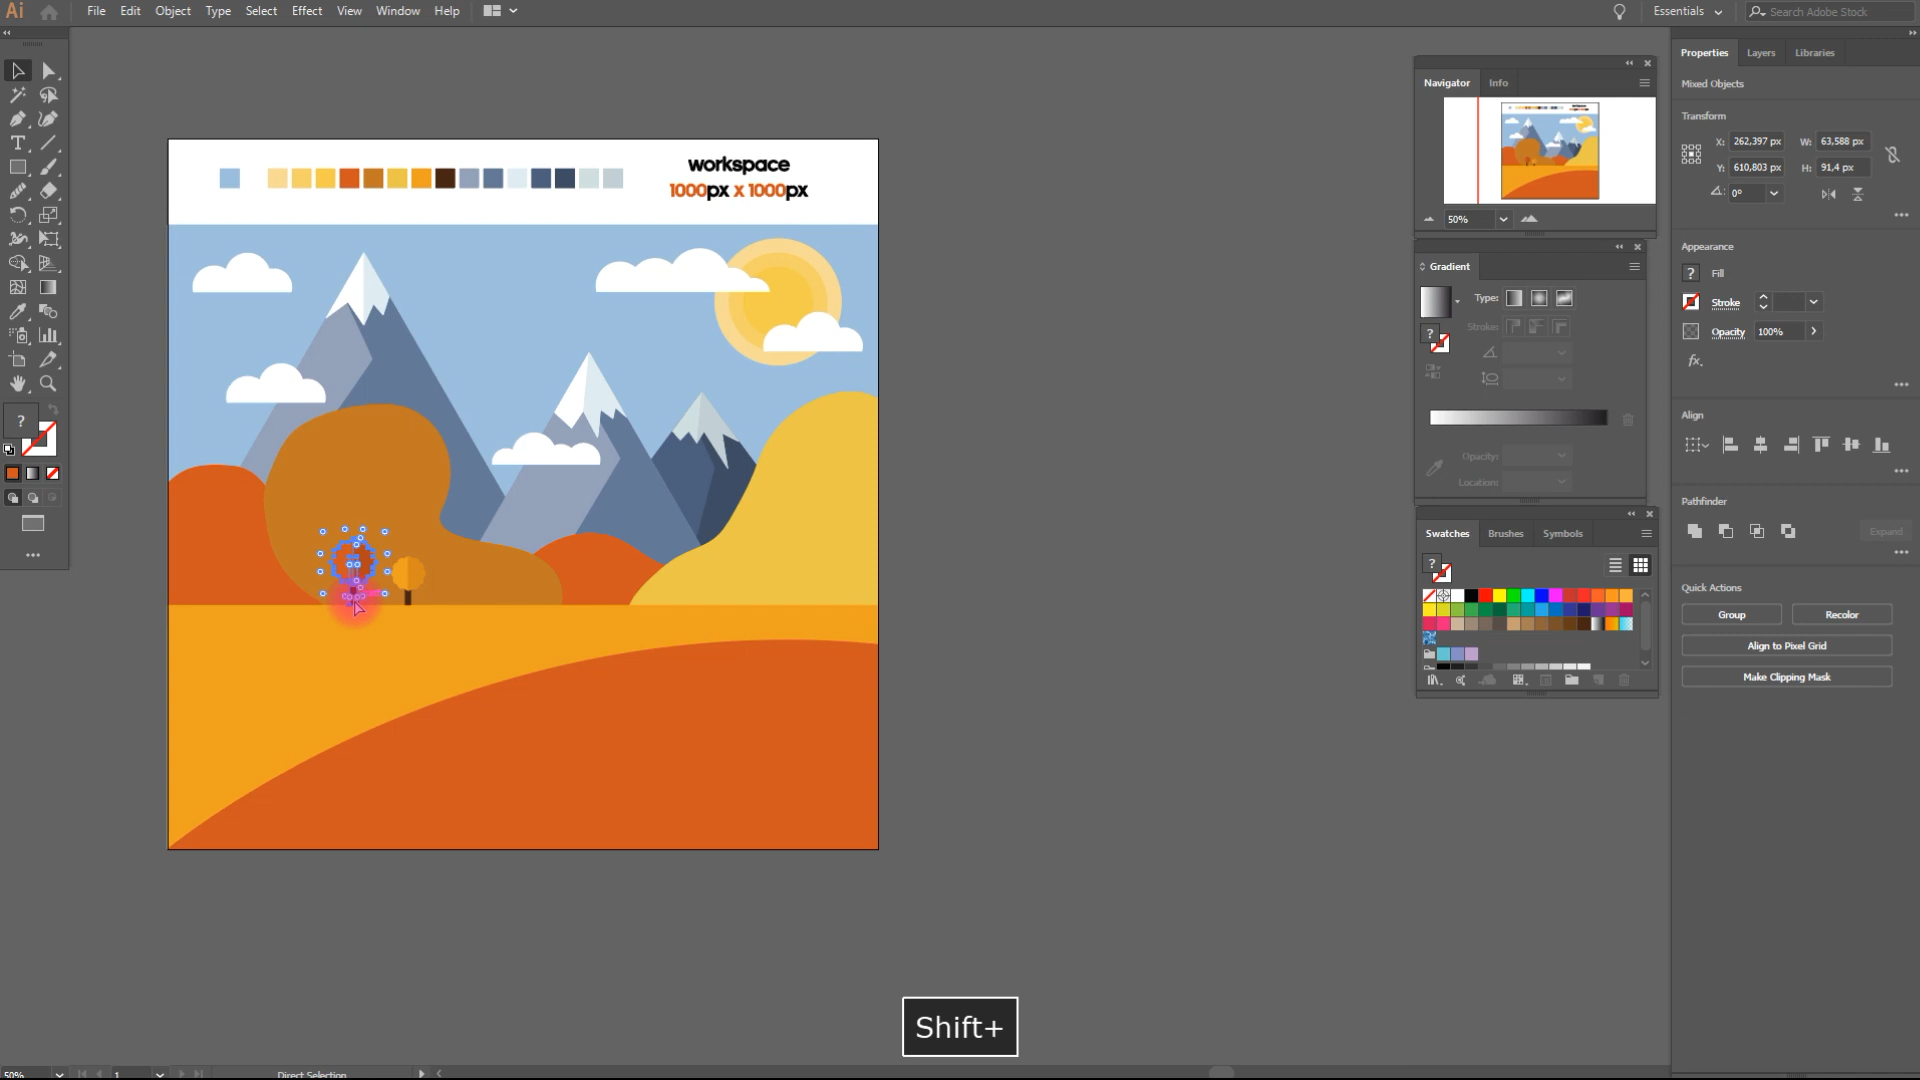 Ai File Edit Object Type Select Effect View Window Help Essentials Search Adobe Stock
Properties Layers Libraries
Mixed Objects
Transform
X: 262,397 px W: 63,588 px
Y: 610,803 px H: 91,4 px
0°
Appearance
? Fill
Stroke
Opacity 100%
fx.
Align
Pathfinder
Expand
Quick Actions
Group Recolor
Align to Pixel Grid
Make Clipping Mask
Navigator Info
50%
Gradient
Type:
Stroke:
?
Opacity:
Location:
Swatches Brushes Symbols
?
?
workspace
1000px x 1000px
Shift+
50% 1 Direct Selection